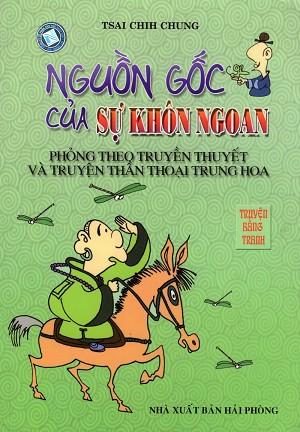 TSAI CHIH CHUNG
NGUỒN GỐC
CỦA SỰ KHÔN NGOAN
PHỎNG THEO TRUYỀN THUYẾT
VÀ TRUYỆN THẦN THOẠI TRUNG HOA
TRUYỆN
BẰNG
TRANH
NHÀ XUẤT BẢN HẢI PHÒNG